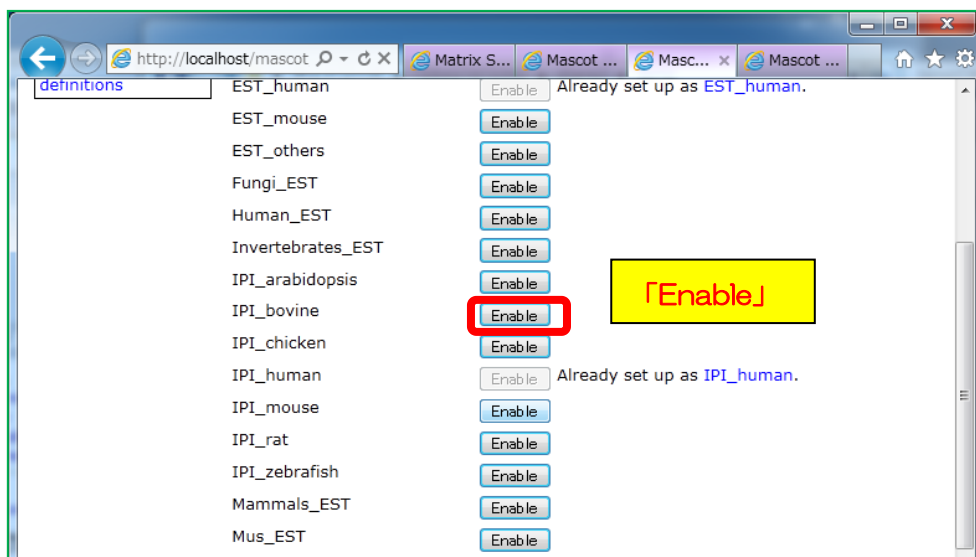 http://localhost/mascot
Matrix S...
Mascot ...
Masc...
Mascot ...
definitions
EST_human Enable Already set up as EST_human.
EST_mouse Enable
EST_others Enable
Fungi_EST Enable
Human_EST Enable
Invertebrates_EST Enable
IPI_arabidopsis Enable
「Enable」
IPI_bovine Enable
IPI_chicken Enable
IPI_human Enable Already set up as IPI_human.
IPI_mouse Enable
IPI_rat Enable
IPI_zebrafish Enable
Mammals_EST Enable
Mus_EST Enable